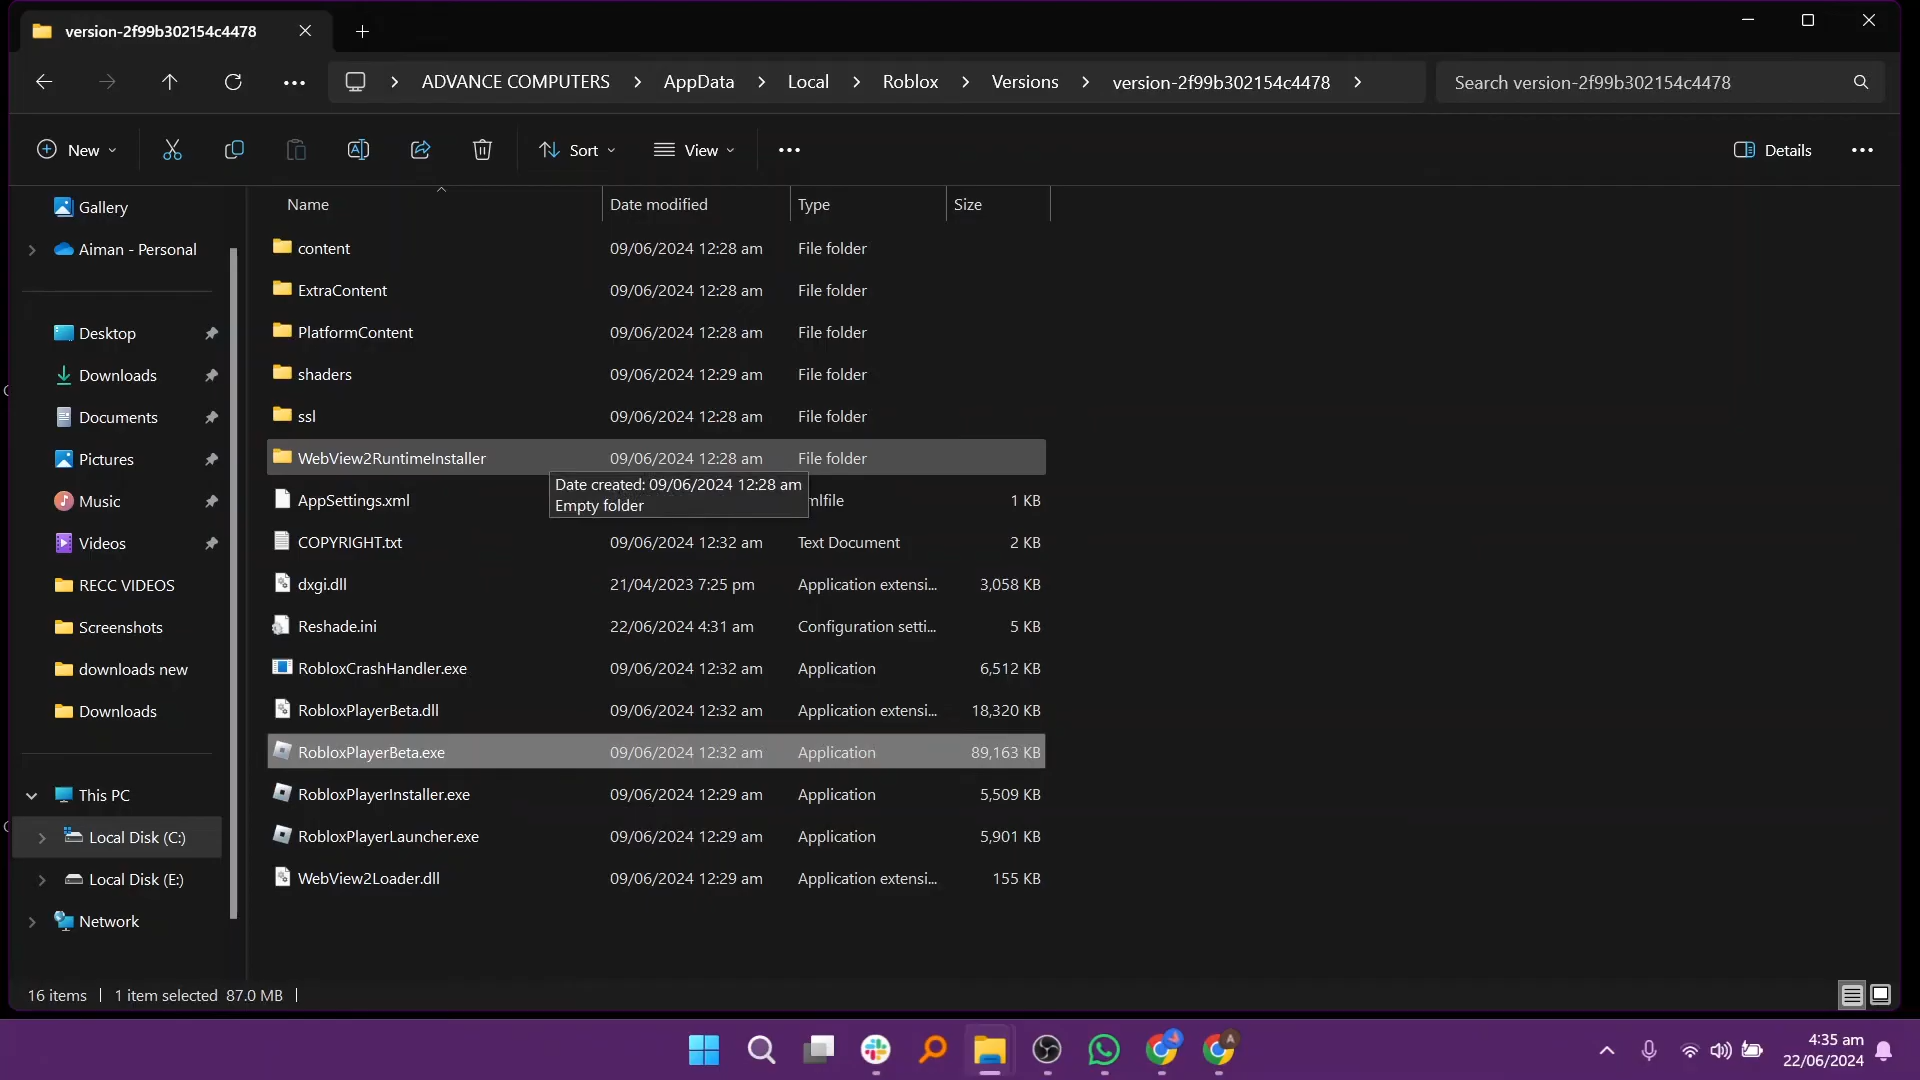 version-2f99b302154c4478
ADVANCE COMPUTERS AppData Local Roblox Versions version-2f99b302154c4478
Search version-2f99b302154c4478
New Sort View Details
Name Date modified Type Size
Gallery
Aiman - Personal
Desktop
Downloads
Documents
Pictures
Music
Videos
RECC VIDEOS
Screenshots
downloads new
Downloads
This PC
Local Disk (C:)
Local Disk (E:)
Network
content 09/06/2024 12:28 am File folder
ExtraContent 09/06/2024 12:28 am File folder
PlatformContent 09/06/2024 12:28 am File folder
shaders 09/06/2024 12:29 am File folder
ssl 09/06/2024 12:28 am File folder
WebView2RuntimeInstaller 09/06/2024 12:28 am File folder
Date created: 09/06/2024 12:28 am
Empty folder
AppSettings.xml mlfile 1 KB
COPYRIGHT.txt 09/06/2024 12:32 am Text Document 2 KB
dxgi.dll 21/04/2023 7:25 pm Application extensi... 3,058 KB
Reshade.ini 22/06/2024 4:31 am Configuration setti... 5 KB
RobloxCrashHandler.exe 09/06/2024 12:32 am Application 6,512 KB
RobloxPlayerBeta.dll 09/06/2024 12:32 am Application extensi... 18,320 KB
RobloxPlayerBeta.exe 09/06/2024 12:32 am Application 89,163 KB
RobloxPlayerInstaller.exe 09/06/2024 12:29 am Application 5,509 KB
RobloxPlayerLauncher.exe 09/06/2024 12:29 am Application 5,901 KB
WebView2Loader.dll 09/06/2024 12:29 am Application extensi... 155 KB
16 items 1 item selected 87.0 MB
4:35 am
22/06/2024